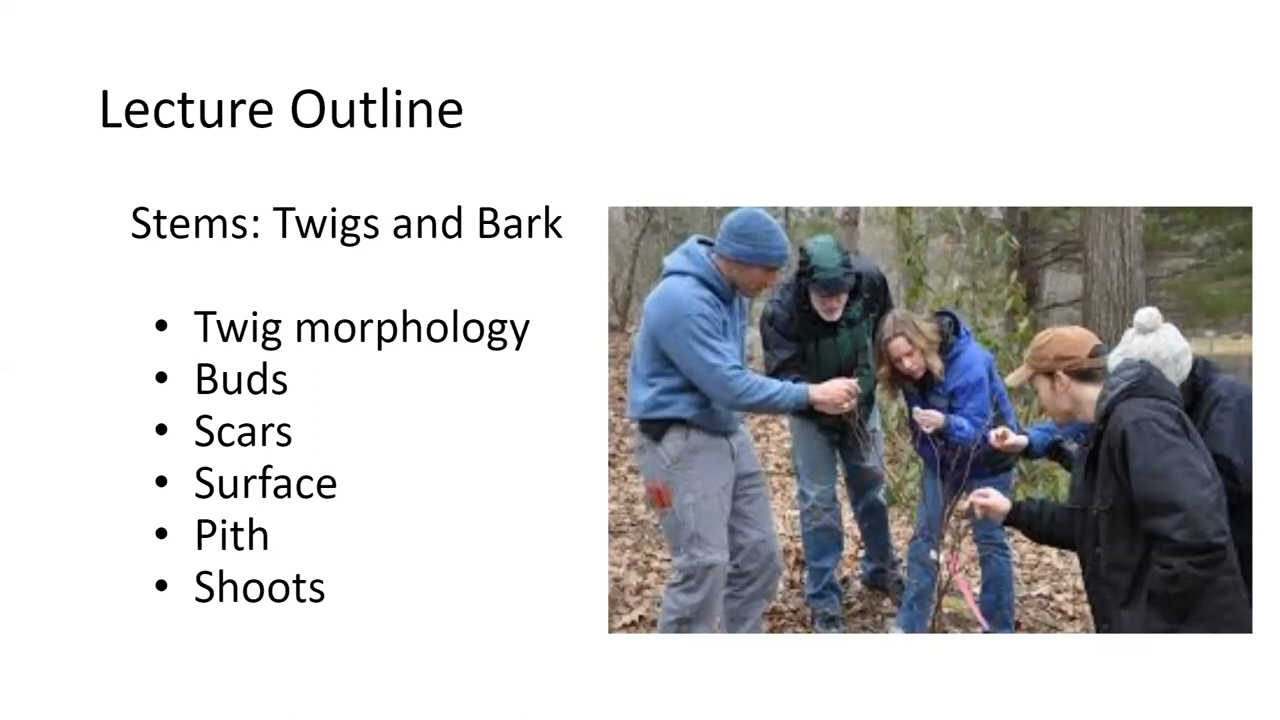 Lecture Outline
Stems: Twigs and Bark
• Twig morphology
• Buds
• Scars
• Surface
• Pith
• Shoots